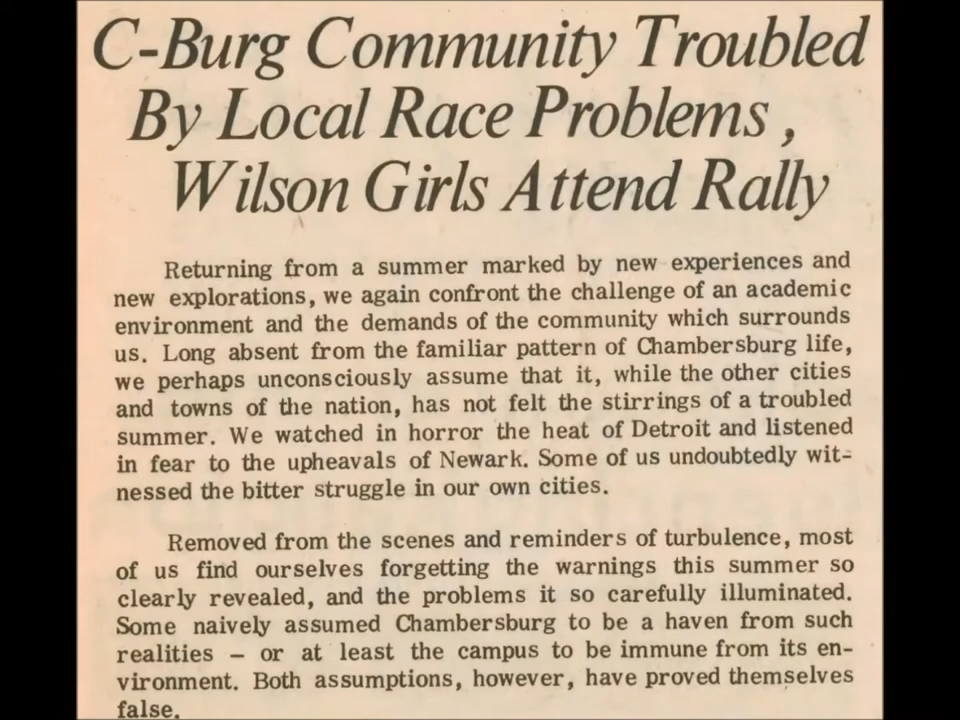 C-Burg Community Troubled
By Local Race Problems,
Wilson Girls Attend Rally
Returning from a summer marked by new experiences and
new explorations, we again confront the challenge of an academic
environment and the demands of the community which surrounds
us. Long absent from the familiar pattern of Chambersburg life,
we perhaps unconsciously assume that it, while the other cities
and towns of the nation, has not felt the stirrings of a troubled
summer. We watched in horror the heat of Detroit and listened
in fear to the upheavals of Newark. Some of us undoubtedly wit-
nessed the bitter struggle in our own cities.
Removed from the scenes and reminders of turbulence, most
of us find ourselves forgetting the warnings this summer so
clearly revealed, and the problems it so carefully illuminated.
Some naively assumed Chambersburg to be a haven from such
realities – or at least the campus to be immune from its en-
vironment. Both assumptions, however, have proved themselves
false.